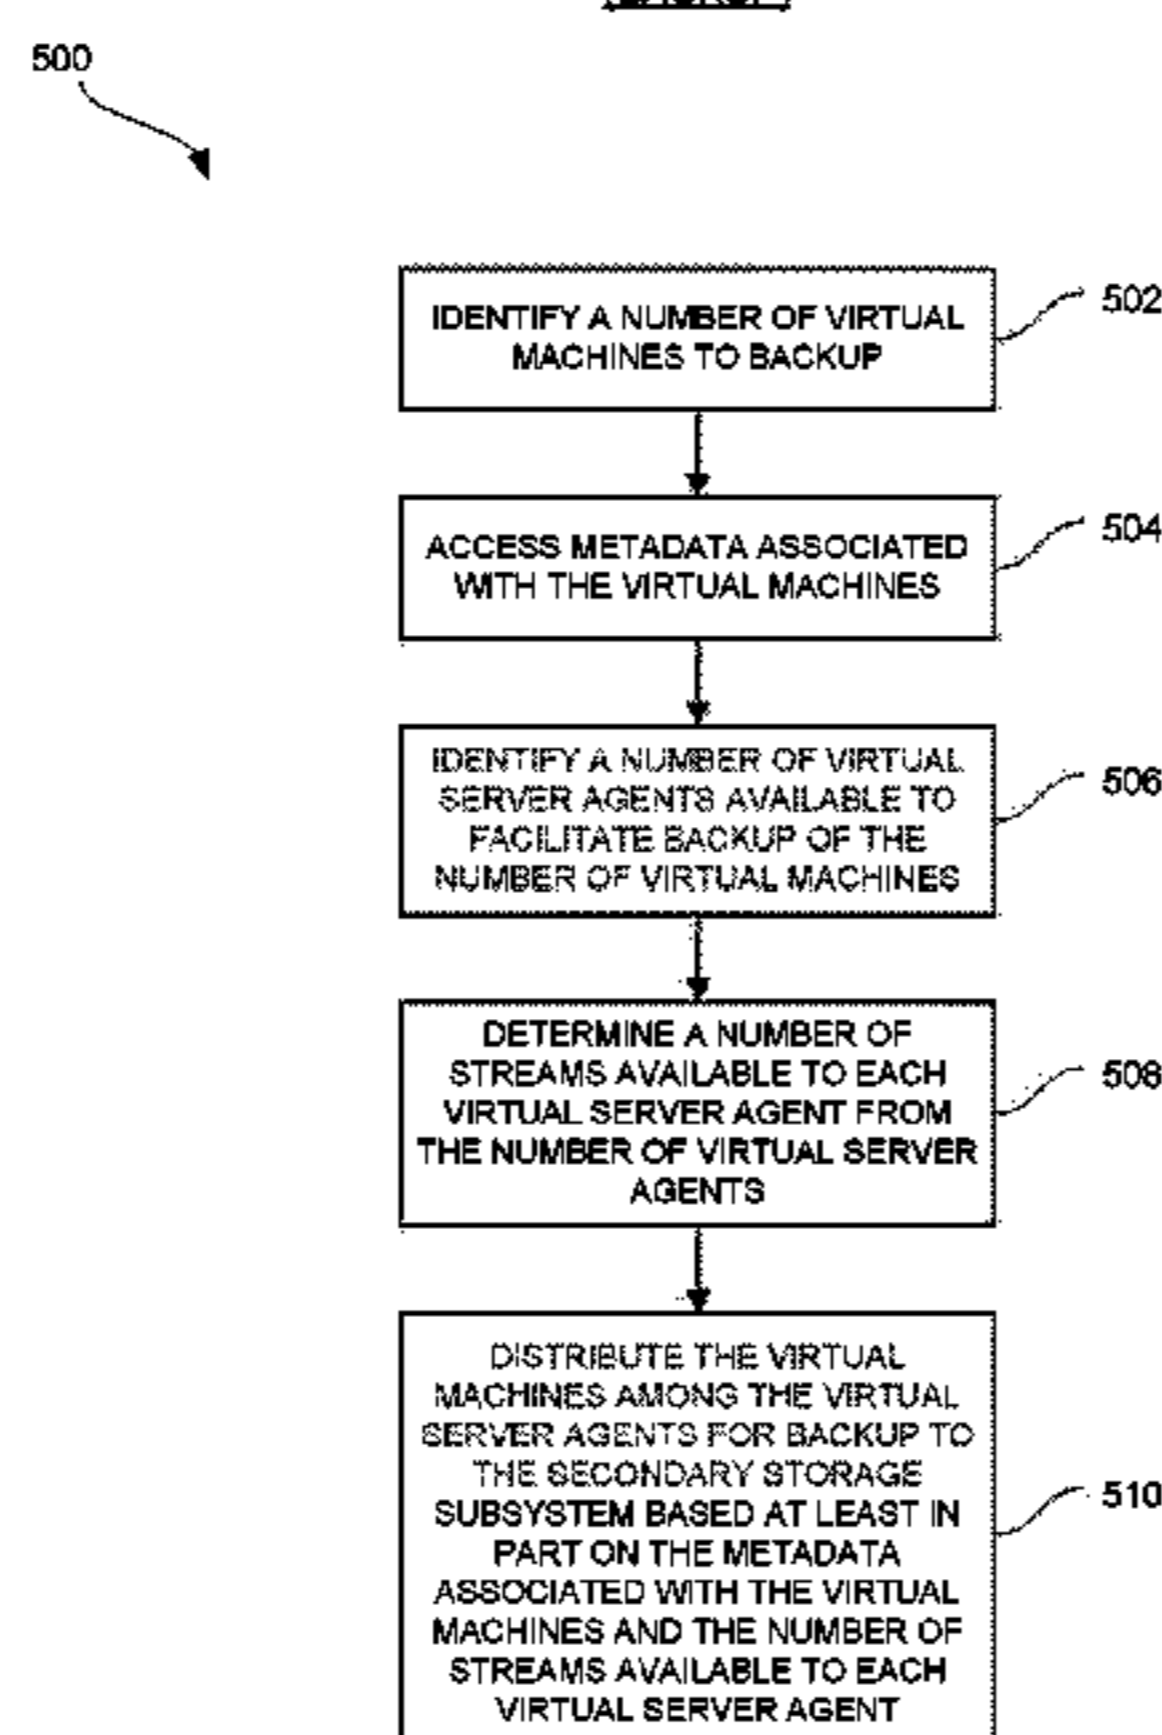 500
IDENTIFY A NUMBER OF VIRTUAL
MACHINES TO BACKUP
502
ACCESS METADATA ASSOCIATED
WITH THE VIRTUAL MACHINES
504
IDENTIFY A NUMBER OF VIRTUAL
SERVER AGENTS AVAILABLE TO
FACILITATE BACKUP OF THE
NUMBER OF VIRTUAL MACHINES
506
DETERMINE A NUMBER OF
STREAMS AVAILABLE TO EACH
VIRTUAL SERVER AGENT FROM
THE NUMBER OF VIRTUAL SERVER
AGENTS
508
DISTRIBUTE THE VIRTUAL
MACHINES AMONG THE VIRTUAL
SERVER AGENTS FOR BACKUP TO
THE SECONDARY STORAGE
SUBSYSTEM BASED AT LEAST IN
PART ON THE METADATA
ASSOCIATED WITH THE VIRTUAL
MACHINES AND THE NUMBER OF
STREAMS AVAILABLE TO EACH
VIRTUAL SERVER AGENT
510